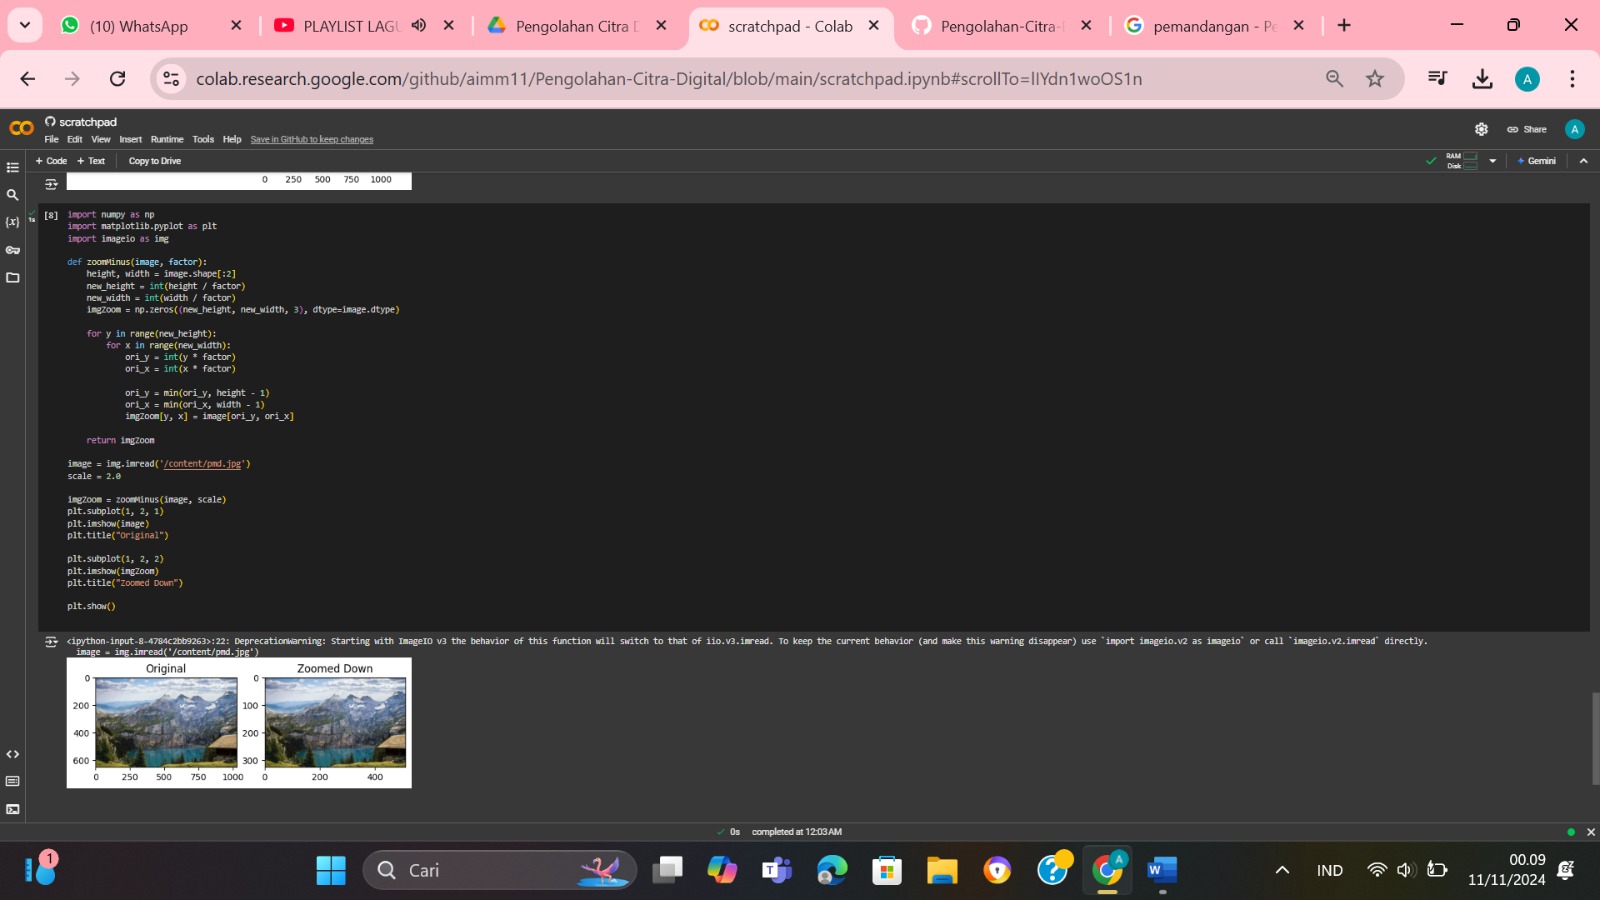 (10) WhatsApp
PLAYLIST LAGU
Pengolahan Citra D
scratchpad - Colab
Pengolahan-Citra-
pemandangan - Pe
colab.research.google.com/github/aimm11/Pengolahan-Citra-Digital/blob/main/scratchpad.ipynb#scrollTo=lIYdn1woOS1n
A
CO
scratchpad
File Edit View Insert Runtime Tools Help Save in GitHub to keep changes
Share
A
+ Code + Text Copy to Drive
RAM
Disk
Gemini
0 250 500 750 1000
{x}
1s
[8] import numpy as np
import matplotlib.pyplot as plt
import imageio as img
def zoomMinus(image, factor):
height, width = image.shape[:2]
new_height = int(height / factor)
new_width = int(width / factor)
imgZoom = np.zeros((new_height, new_width, 3), dtype=image.dtype)
for y in range(new_height):
for x in range(new_width):
ori_y = int(y * factor)
ori_x = int(x * factor)
ori_y = min(ori_y, height - 1)
ori_x = min(ori_x, width - 1)
imgZoom[y, x] = image[ori_y, ori_x]
return imgZoom
image = img.imread('/content/pmd.jpg')
scale = 2.0
imgZoom = zoomMinus(image, scale)
plt.subplot(1, 2, 1)
plt.imshow(image)
plt.title("Original")
plt.subplot(1, 2, 2)
plt.imshow(imgZoom)
plt.title("Zoomed Down")
plt.show()
<ipython-input-8-4784c2bb9263>:22: DeprecationWarning: Starting with ImageIO v3 the behavior of this function will switch to that of iio.v3.imread. To keep the current behavior (and make this warning disappear) use `import imageio.v2 as imageio` or call `imageio.v2.imread` directly.
image = img.imread('/content/pmd.jpg')
Original Zoomed Down
0
200
400
600
0 250 500 750 1000
0
100
200
300
0 200 400
0s completed at 12:03 AM
1
Cari
A
IND
00.09
11/11/2024